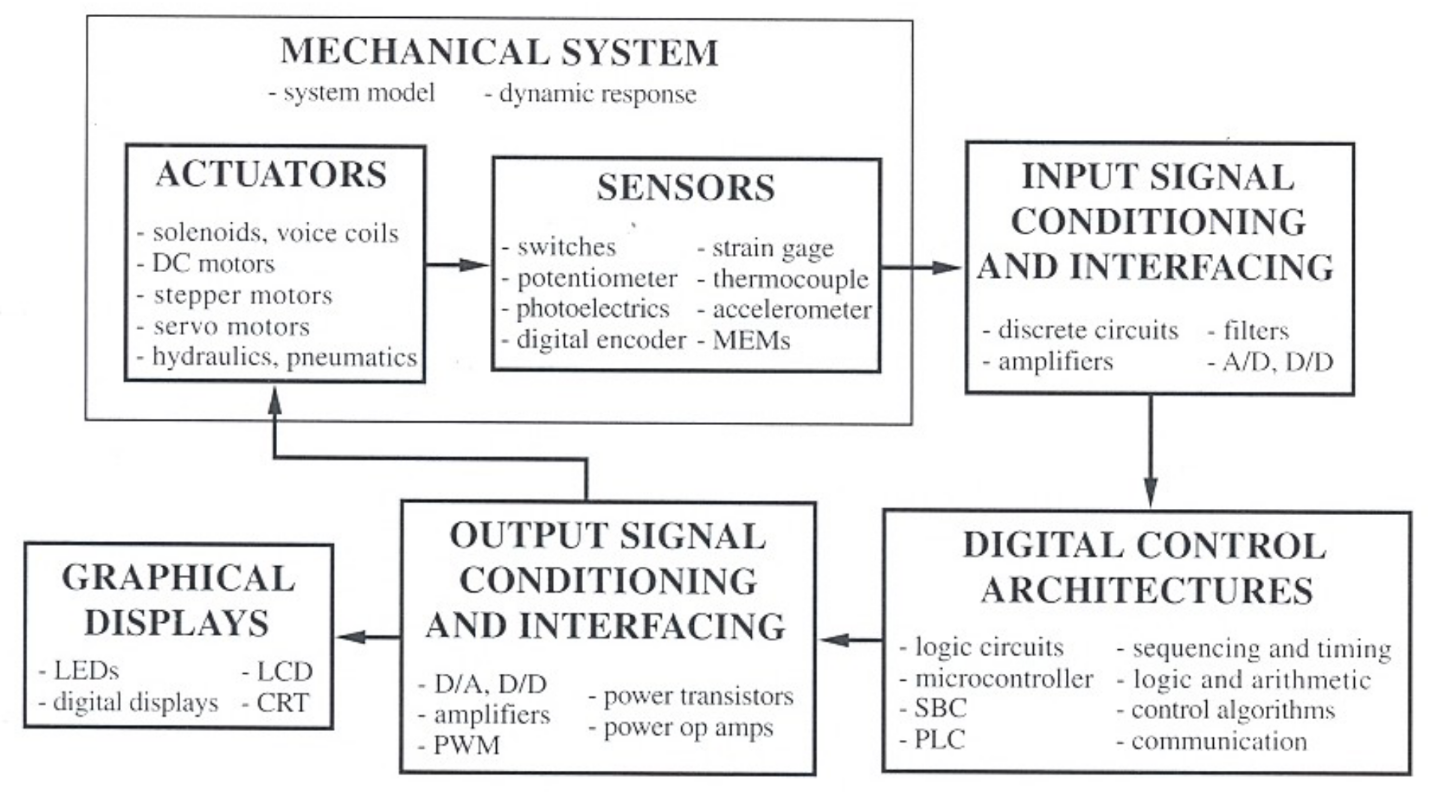 MECHANICAL SYSTEM
- system model - dynamic response
ACTUATORS
- solenoids, voice coils
- DC motors
- stepper motors
- servo motors
- hydraulics, pneumatics
SENSORS
- switches - strain gage
- potentiometer - thermocouple
- photoelectrics - accelerometer
- digital encoder - MEMs
INPUT SIGNAL
CONDITIONING
AND INTERFACING
- discrete circuits - filters
- amplifiers - A/D, D/D
GRAPHICAL
DISPLAYS
- LEDs - LCD
- digital displays - CRT
OUTPUT SIGNAL
CONDITIONING
AND INTERFACING
- D/A, D/D - power transistors
- amplifiers - power op amps
- PWM
DIGITAL CONTROL
ARCHITECTURES
- logic circuits - sequencing and timing
- microcontroller - logic and arithmetic
- SBC - control algorithms
- PLC - communication